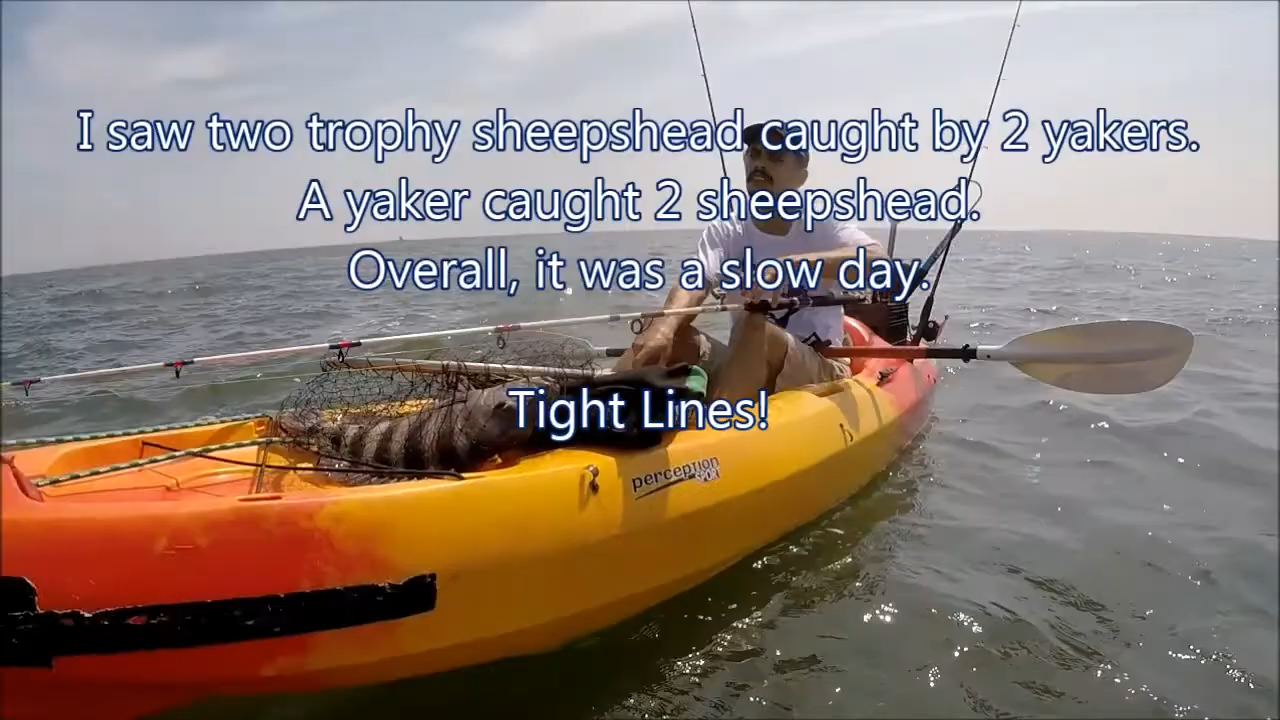 I saw two trophy sheepshead caught by 2 yakers.
A yaker caught 2 sheepshead.
Overall, it was a slow day.
Tight Lines!
perception
SPORT